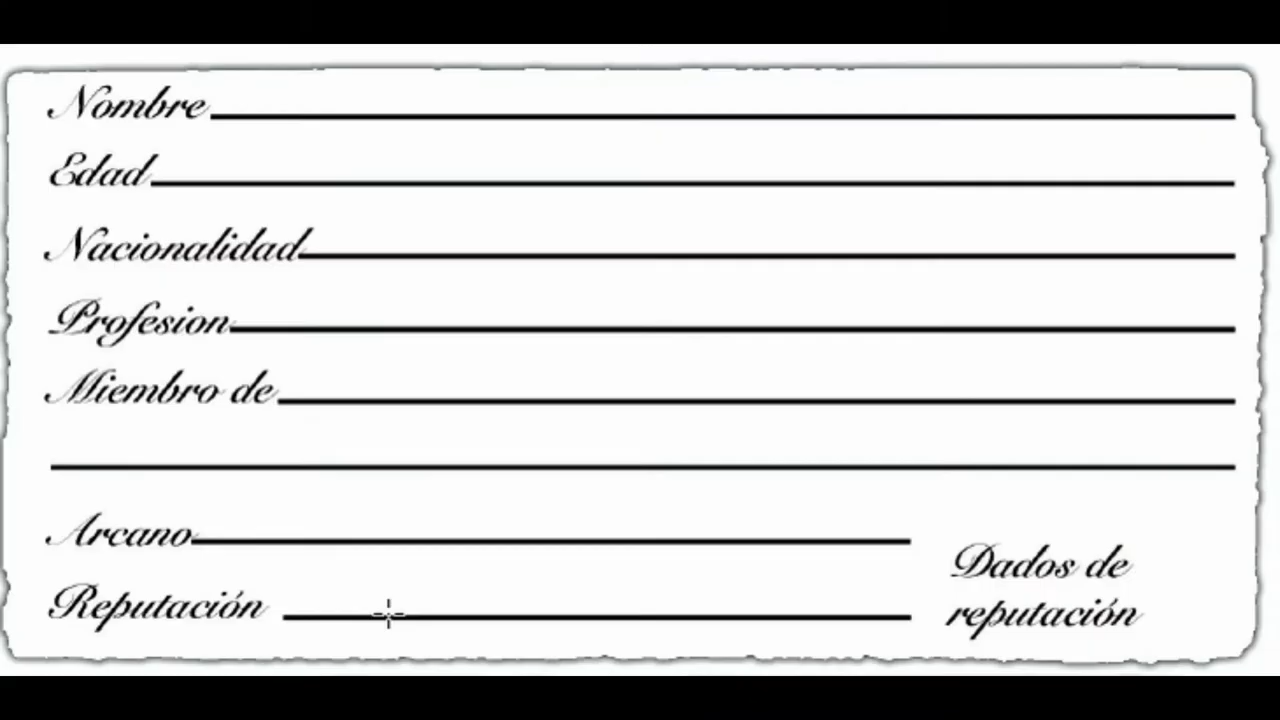 Nombre
Edad
Nacionalidad
Profesion
Miembro de
Arcano
Reputación
Dados de
reputación